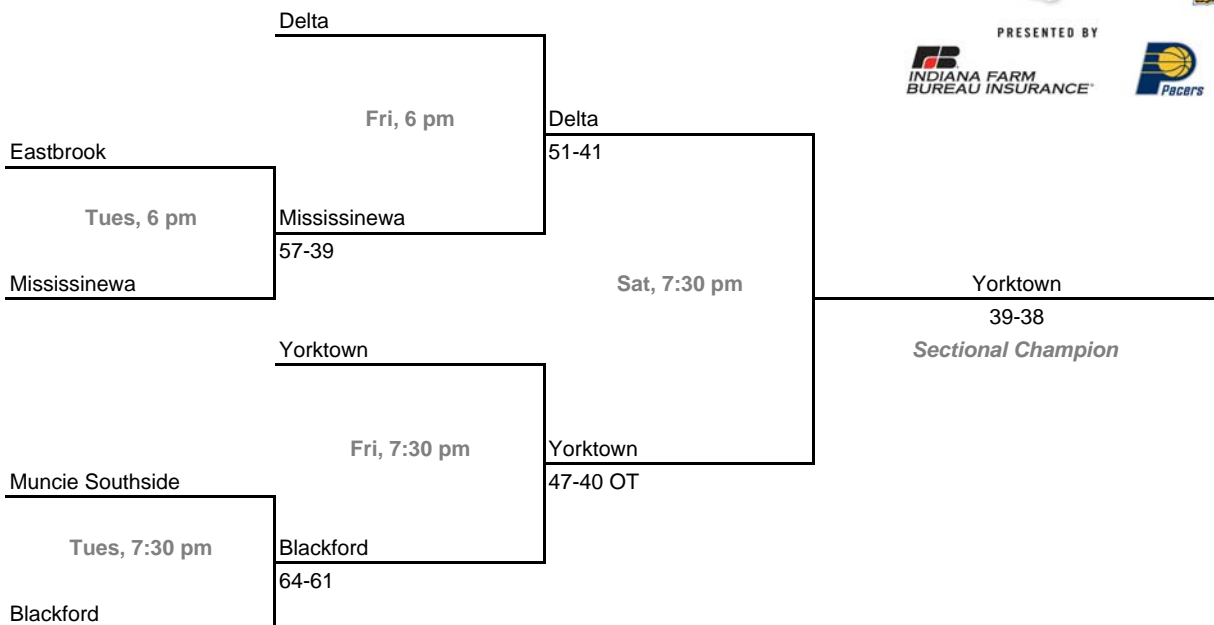 Delta
PRESENTED BY
INDIANA FARM
BUREAU INSURANCE
Pacers
Fri, 6 pm
Delta
Eastbrook
51-41
Tues, 6 pm
Mississinewa
57-39
Mississinewa
Sat, 7:30 pm
Yorktown
39-38
Yorktown
Sectional Champion
Fri, 7:30 pm
Yorktown
Muncie Southside
47-40 OT
Tues, 7:30 pm
Blackford
64-61
Blackford